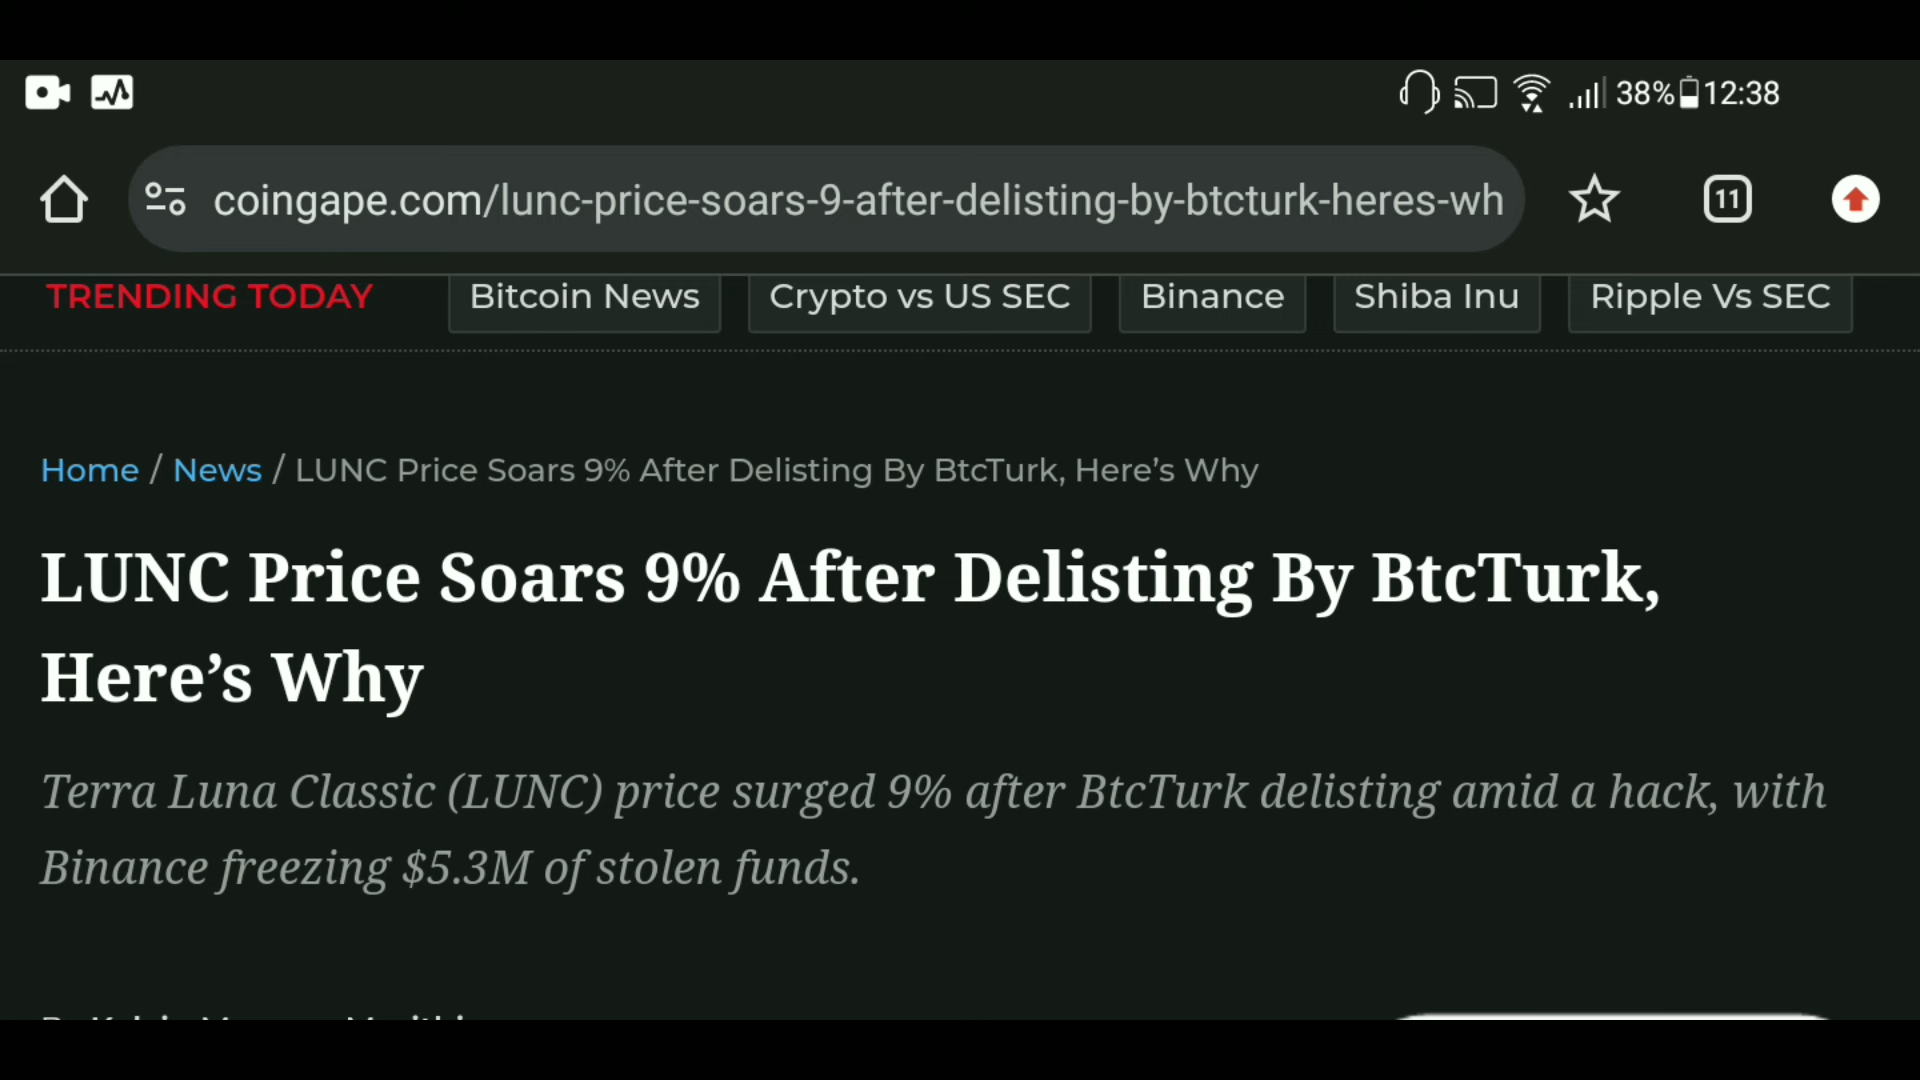 38% 12:38
coingape.com/lunc-price-soars-9-after-delisting-by-btcturk-heres-wh
11
TRENDING TODAY Bitcoin News Crypto vs US SEC Binance Shiba Inu Ripple Vs SEC
Home / News / LUNC Price Soars 9% After Delisting By BtcTurk, Here’s Why
LUNC Price Soars 9% After Delisting By BtcTurk,
Here’s Why
Terra Luna Classic (LUNC) price surged 9% after BtcTurk delisting amid a hack, with
Binance freezing $5.3M of stolen funds.